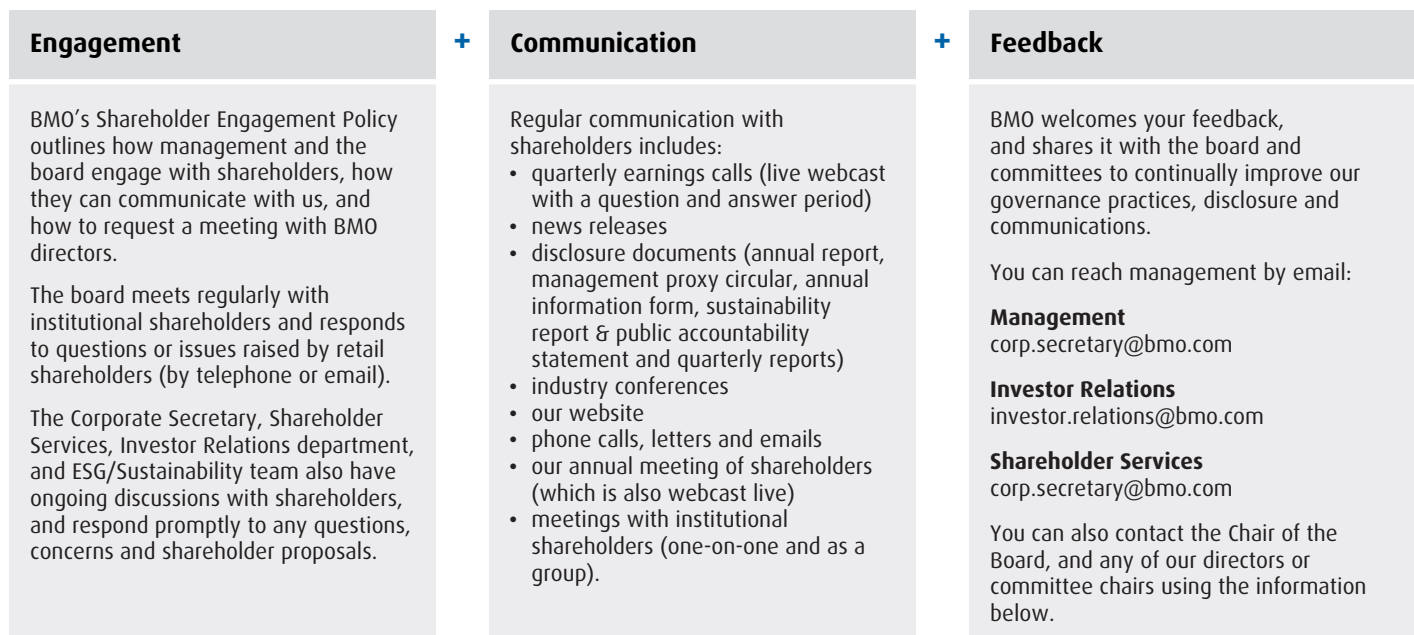 Engagement
BMO’s Shareholder Engagement Policy
outlines how management and the
board engage with shareholders, how
they can communicate with us, and
how to request a meeting with BMO
directors.
The board meets regularly with
institutional shareholders and responds
to questions or issues raised by retail
shareholders (by telephone or email).
The Corporate Secretary, Shareholder
Services, Investor Relations department,
and ESG/Sustainability team also have
ongoing discussions with shareholders,
and respond promptly to any questions,
concerns and shareholder proposals.
+
Communication
Regular communication with
shareholders includes:
• quarterly earnings calls (live webcast
with a question and answer period)
• news releases
• disclosure documents (annual report,
management proxy circular, annual
information form, sustainability
report & public accountability
statement and quarterly reports)
• industry conferences
• our website
• phone calls, letters and emails
• our annual meeting of shareholders
(which is also webcast live)
• meetings with institutional
shareholders (one-on-one and as a
group).
+
Feedback
BMO welcomes your feedback,
and shares it with the board and
committees to continually improve our
governance practices, disclosure and
communications.
You can reach management by email:
Management
corp.secretary@bmo.com
Investor Relations
investor.relations@bmo.com
Shareholder Services
corp.secretary@bmo.com
You can also contact the Chair of the
Board, and any of our directors or
committee chairs using the information
below.